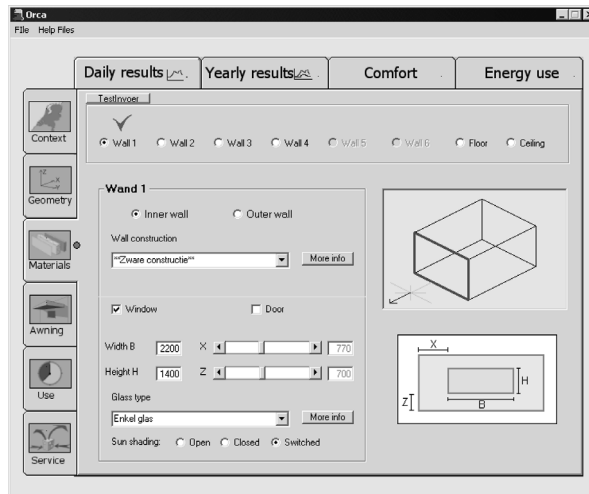 Orca
File Help Files
Daily results Yearly results Comfort Energy use
TestInvoer
Context
Wall 1 Wall 2 Wall 3 Wall 4 Wall 5 Wall 6 Floor Ceiling
Geometry
Wand 1
Inner wall Outer wall
Wall construction
**Zware constructie** More info
Materials
Window Door
Awning
Width B 2200 X 770
Height H 1400 Z 700
Use
Glass type
Enkel glas More info
Sun shading: Open Closed Switched
Service
X
H
Z
B